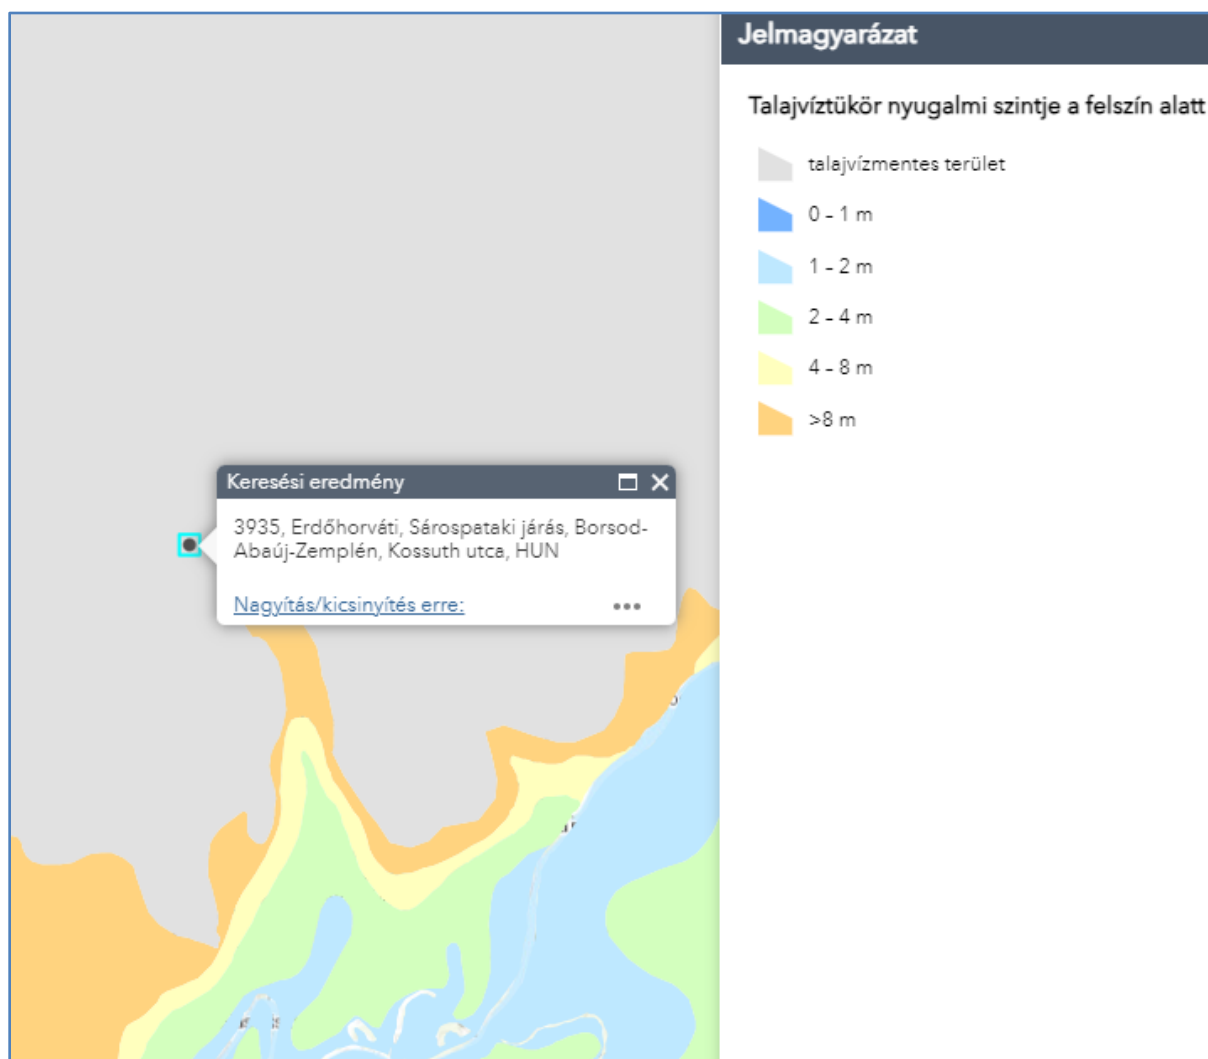 Jelmagyarázat
Talajvíztükör nyugalmi szintje a felszín alatt
talajvízmentes terület
0 - 1 m
1 - 2 m
2 - 4 m
4 - 8 m
>8 m
Keresési eredmény
3935, Erdőhorváti, Sárospataki járás, Borsod-
Abaúj-Zemplén, Kossuth utca, HUN
Nagyítás/kicsinyítés erre: